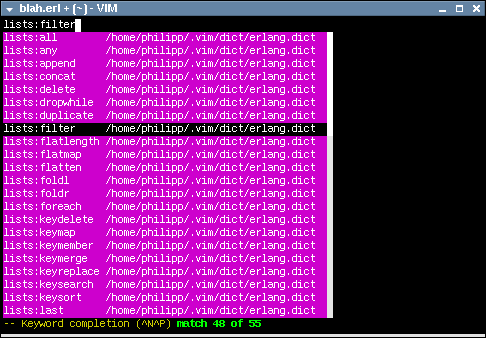 blah.erl + (~) - VIM
lists:filter
lists:all /home/philipp/.vim/dict/erlang.dict
lists:any /home/philipp/.vim/dict/erlang.dict
lists:append /home/philipp/.vim/dict/erlang.dict
lists:concat /home/philipp/.vim/dict/erlang.dict
lists:delete /home/philipp/.vim/dict/erlang.dict
lists:dropwhile /home/philipp/.vim/dict/erlang.dict
lists:duplicate /home/philipp/.vim/dict/erlang.dict
lists:filter /home/philipp/.vim/dict/erlang.dict
lists:flatlength /home/philipp/.vim/dict/erlang.dict
lists:flatmap /home/philipp/.vim/dict/erlang.dict
lists:flatten /home/philipp/.vim/dict/erlang.dict
lists:foldl /home/philipp/.vim/dict/erlang.dict
lists:foldr /home/philipp/.vim/dict/erlang.dict
lists:foreach /home/philipp/.vim/dict/erlang.dict
lists:keydelete /home/philipp/.vim/dict/erlang.dict
lists:keymap /home/philipp/.vim/dict/erlang.dict
lists:keymember /home/philipp/.vim/dict/erlang.dict
lists:keymerge /home/philipp/.vim/dict/erlang.dict
lists:keyreplace /home/philipp/.vim/dict/erlang.dict
lists:keysearch /home/philipp/.vim/dict/erlang.dict
lists:keysort /home/philipp/.vim/dict/erlang.dict
lists:last /home/philipp/.vim/dict/erlang.dict
-- Keyword completion (^N^P) match 48 of 55